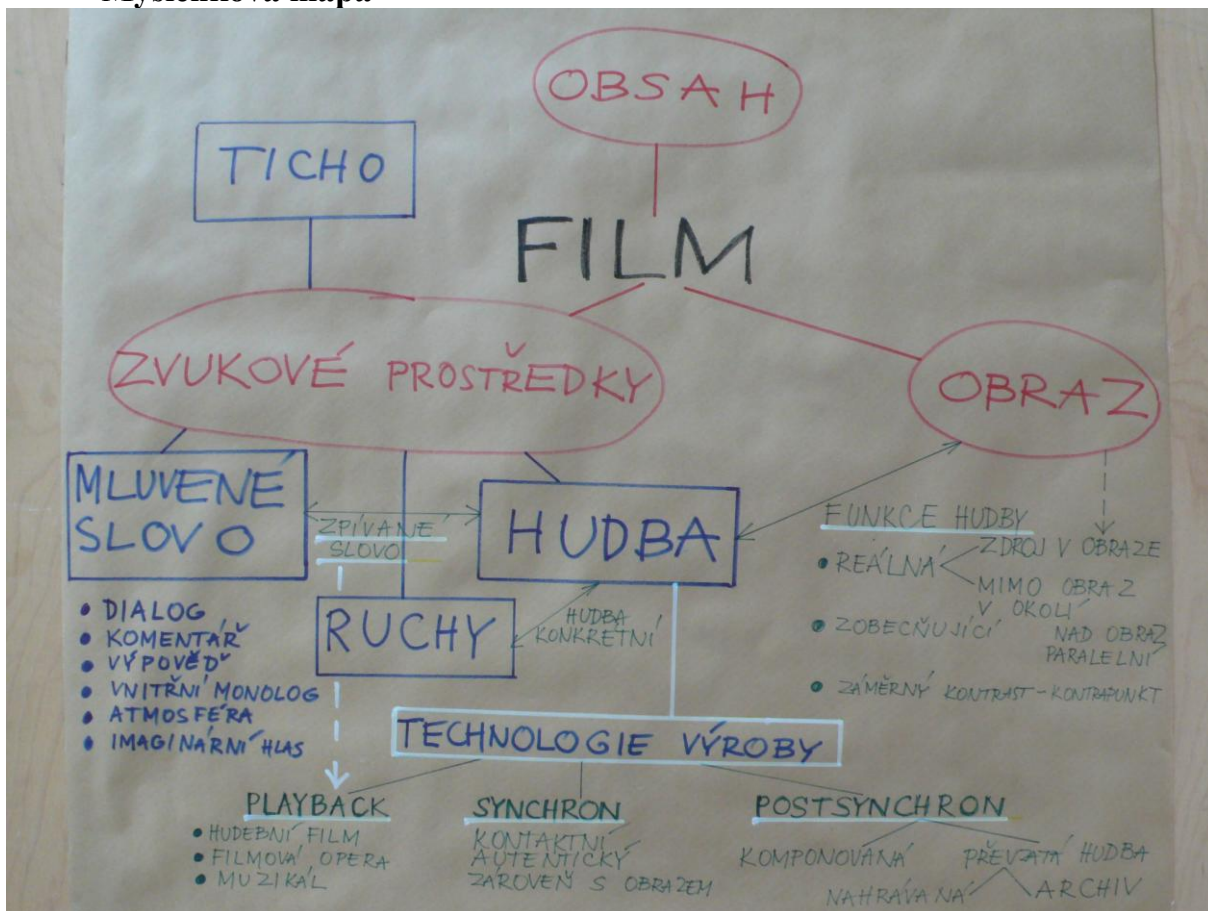 Myšlenková mapa
OBSAH
TICHO
FILM
ZVUKOVÉ PROSTŘEDKY
OBRAZ
MLUVENÉ
SLOVO
ZPÍVANÉ
SLOVO
HUDBA
RUCHY
HUDBA
KONKRETNÍ
FUNKCE HUDBY
• REÁLNÁ
ZDROJ V OBRAZE
MIMO OBRAZ
V OKOLÍ
• ZOBECŇUJÍCÍ
NAD OBRAZ
PARALELNÍ
• ZÁMĚRNÝ KONTRAST - KONTRAPUNKT
• DIALOG
• KOMENTÁŘ
• VÝPOVĚĎ
• VNITŘNÍ MONOLOG
• ATMOSFÉRA
• IMAGINÁRNÍ HLAS
TECHNOLOGIE VÝROBY
PLAYBACK
• HUDEBNÍ FILM
• FILMOVÁ OPERA
• MUZIKÁL
SYNCHRON
KONTAKTNÍ
AUTENTICKÝ
ZÁROVEŇ S OBRAZEM
POSTSYNCHRON
KOMPONOVANÁ
PŘEVZATÁ HUDBA
NAHRÁVANÁ
ARCHIV